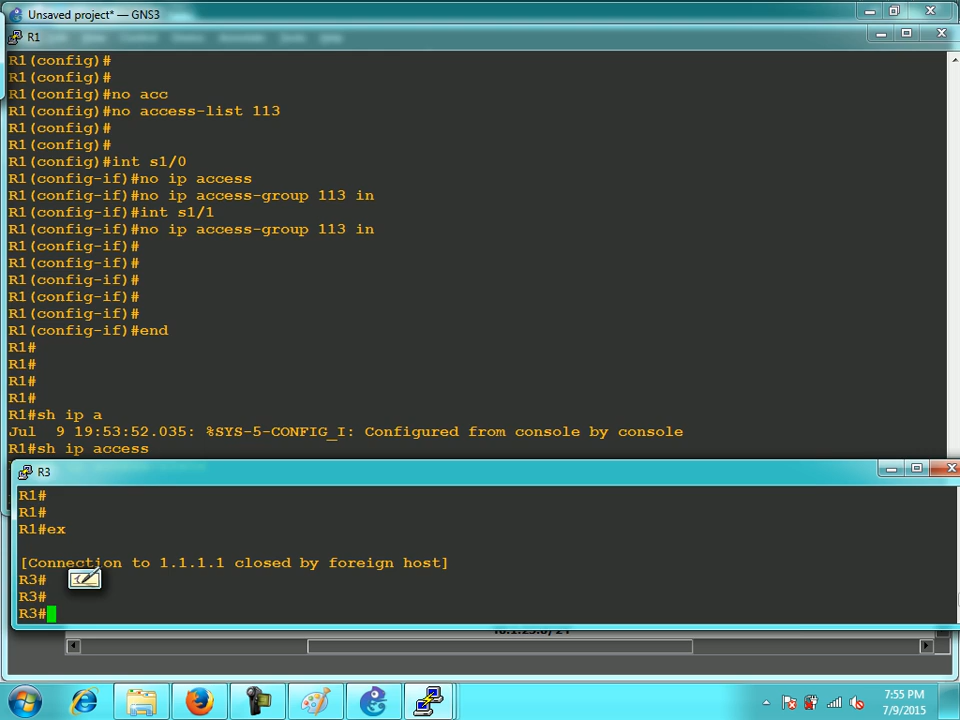 Unsaved project* — GNS3
R1
R1(config)#
R1(config)#
R1(config)#no acc
R1(config)#no access-list 113
R1(config)#
R1(config)#
R1(config)#int s1/0
R1(config-if)#no ip access
R1(config-if)#no ip access-group 113 in
R1(config-if)#int s1/1
R1(config-if)#no ip access-group 113 in
R1(config-if)#
R1(config-if)#
R1(config-if)#
R1(config-if)#
R1(config-if)#
R1(config-if)#end
R1#
R1#
R1#
R1#
R1#sh ip a
Jul  9 19:53:52.035: %SYS-5-CONFIG_I: Configured from console by console
R1#sh ip access
R3
R1#
R1#
R1#ex
[Connection to 1.1.1.1 closed by foreign host]
R3#
R3#
R3#
7:55 PM
7/9/2015